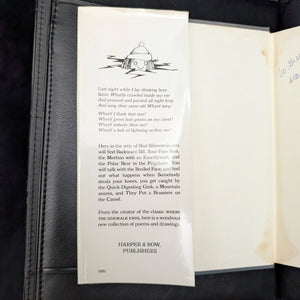 Last night while I lay thinking here
Some Whatifs crawled inside my ear
And pranced and partied all night long
And sang their same old Whatif song:
Whatif I think that tea?
Whatif green hair grows on my chest?
Whatif nobody likes me?
Whatif a bolt of lightning strikes me?
Here in the attic of Shel Silverstein you
will find Backward Bill, Sour Face Ann,
the Meehoo with an Exactlywatt, and
the Polar Bear in the Frigidaire. You
will talk with the Broiled Face, and
find out what happens when Somebody
steals your knees, you get caught by
the Quick-Digesting Gink, a Mountain
snores, and They Put a Brassiere on
the Camel.
From the creator of the classic WHERE
THE SIDEWALK ENDS, here is a wondrous
new collection of poems and drawings.
HARPER & ROW,
PUBLISHERS